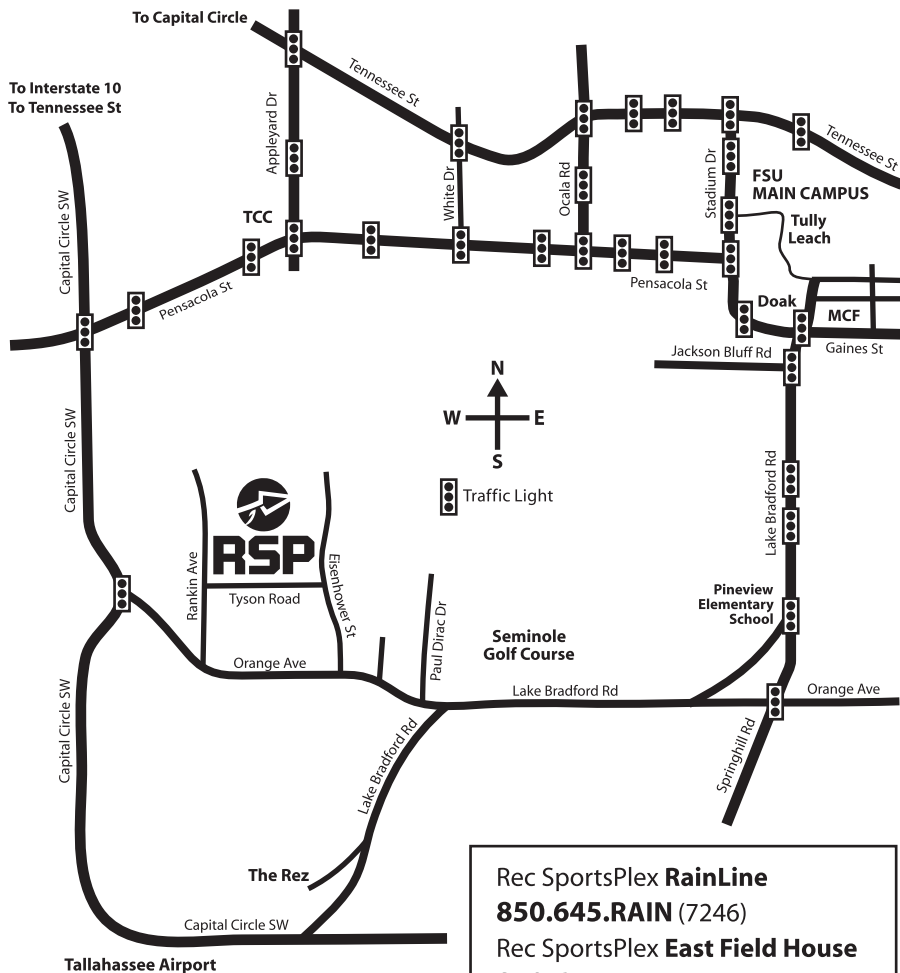 To Capital Circle
To Interstate 10
To Tennessee St
Tennessee St
Appleyard Dr
White Dr
Ocala Rd
Stadium Dr
Tennessee St
FSU
MAIN CAMPUS
Tully
Leach
TCC
Capital Circle SW
Pensacola St
Pensacola St
Doak
MCF
Gaines St
Jackson Bluff Rd
N
W
E
S
Traffic Light
Capital Circle SW
Lake Bradford Rd
RSP
Rankin Ave
Tyson Road
Eisenhower St
Paul Dirac Dr
Pineview
Elementary
School
Seminole
Golf Course
Orange Ave
Lake Bradford Rd
Orange Ave
Capital Circle SW
Lake Bradford Rd
Springhill Rd
The Rez
Capital Circle SW
Tallahassee Airport
Rec SportsPlex RainLine
850.645.RAIN (7246)
Rec SportsPlex East Field House